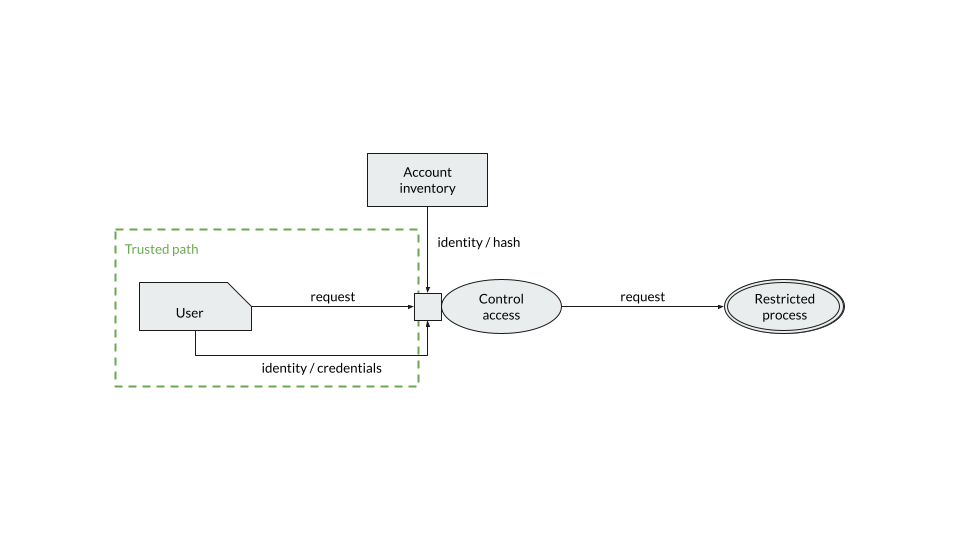 Account
inventory
identity / hash
Trusted path
User
request
Control
access
request
Restricted
process
identity / credentials